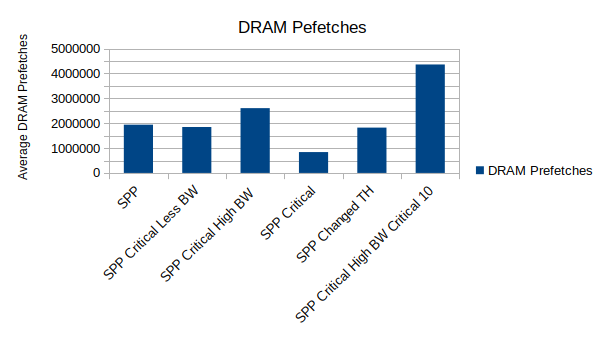 DRAM Pefetches
Average DRAM Prefetches
5000000
4000000
3000000
2000000
1000000
0
SPP
SPP Critical Less BW
SPP Critical High BW
SPP Critical
SPP Changed TH
SPP Critical High BW Critical 10
DRAM Prefetches